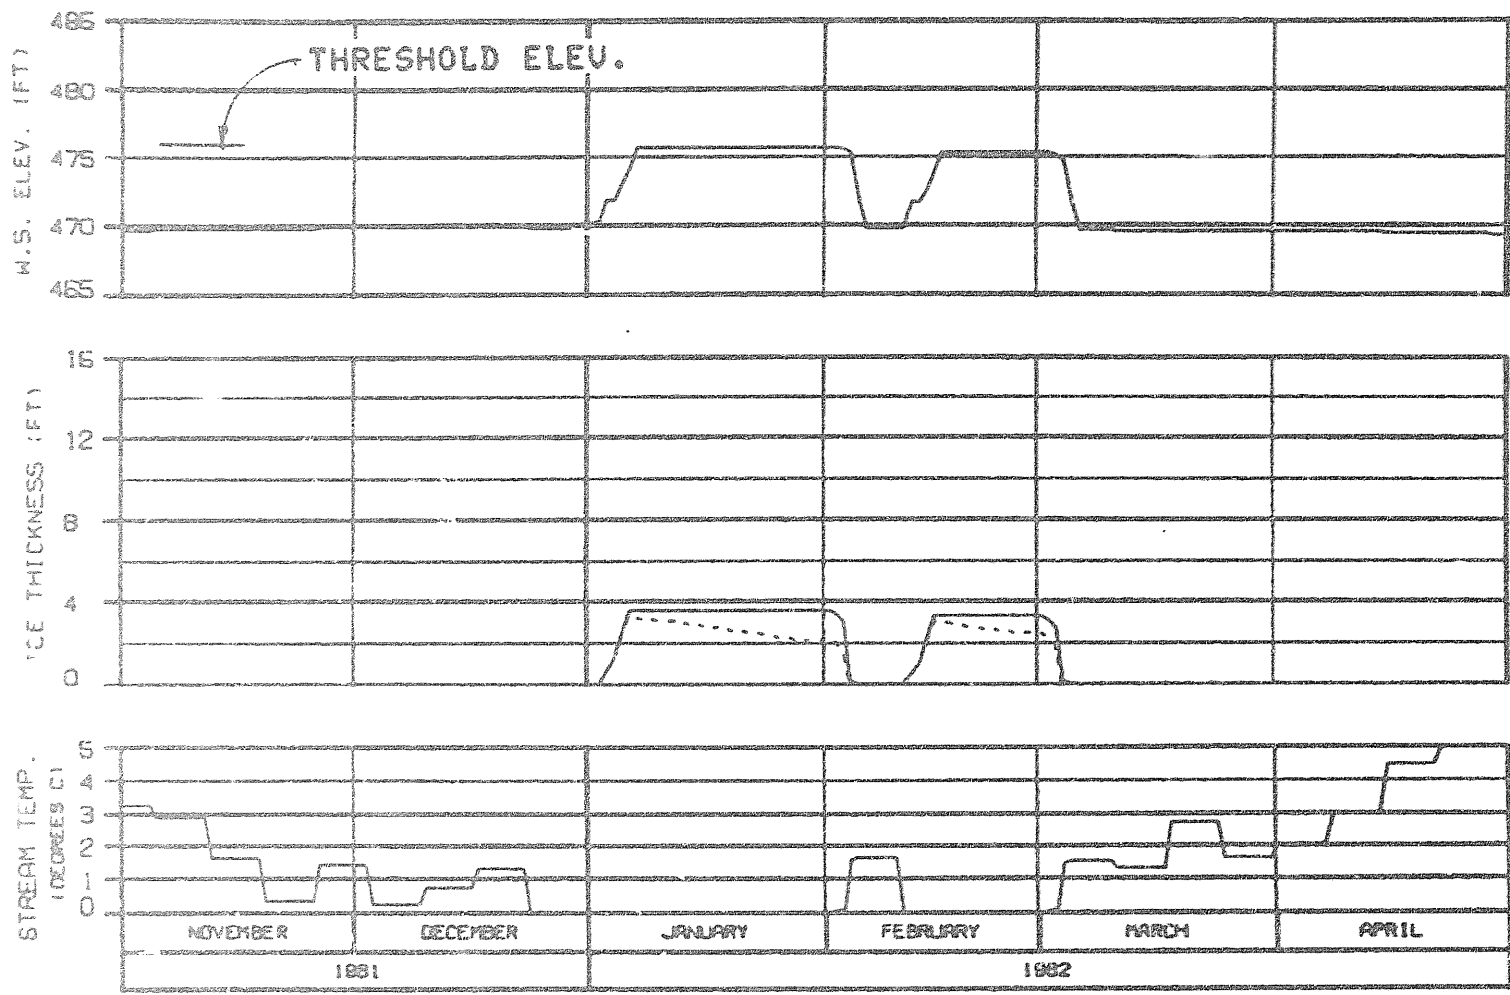 485
THRESHOLD ELEV.
480
475
470
465
W.S. ELEV. (FT)
16
12
8
4
0
ICE THICKNESS (FT)
5
4
3
2
1
0
STREAM TEMP.
(DEGREES C)
NOVEMBER DECEMBER JANUARY FEBRUARY MARCH APRIL
1981 1982